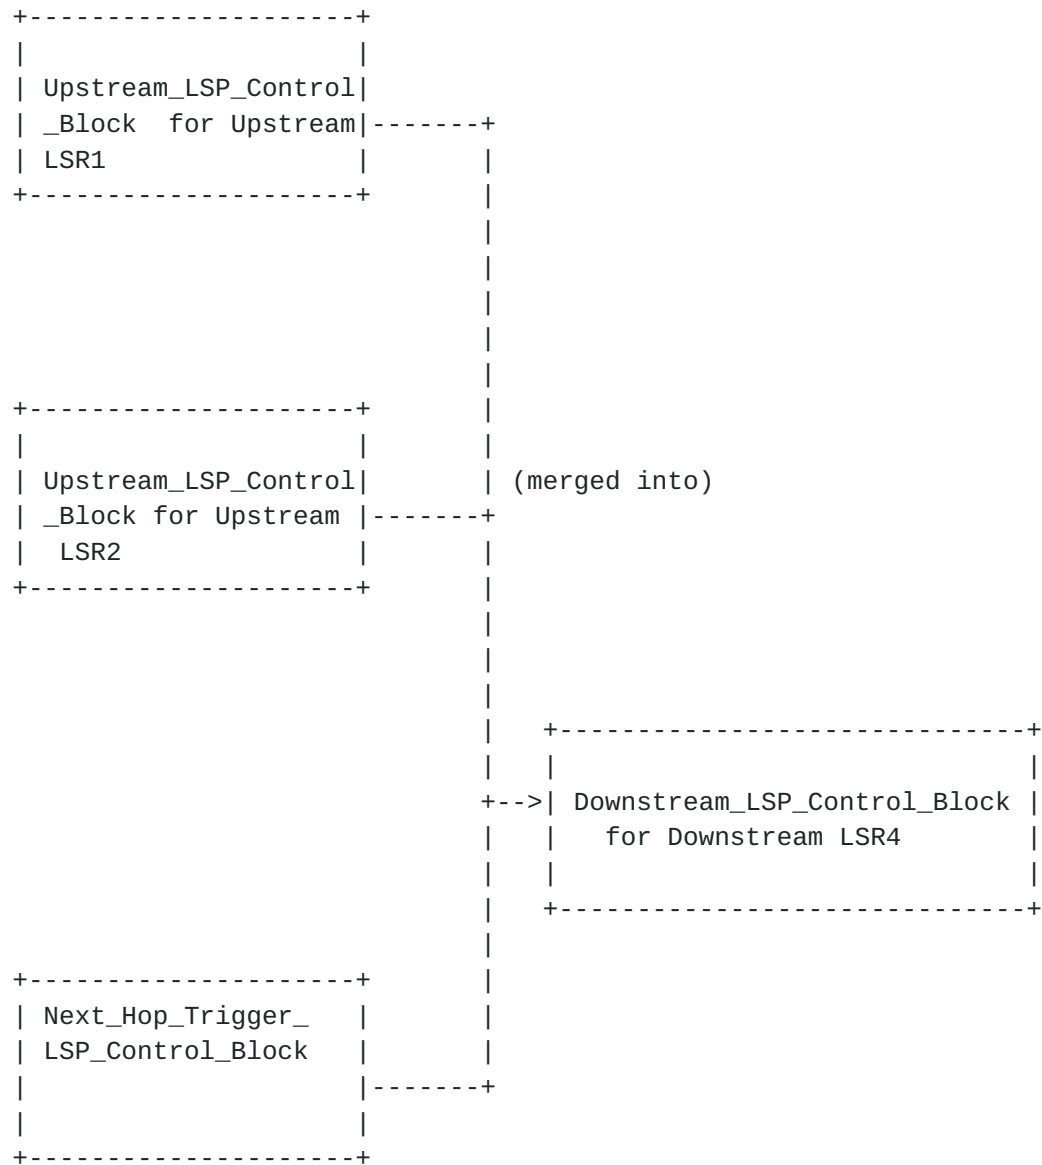 Upstream_LSP_Control
_Block for Upstream
LSR1
Upstream_LSP_Control
(merged into)
_Block for Upstream
LSR2
Downstream_LSP_Control_Block
for Downstream LSR4
Next_Hop_Trigger_
LSP_Control_Block